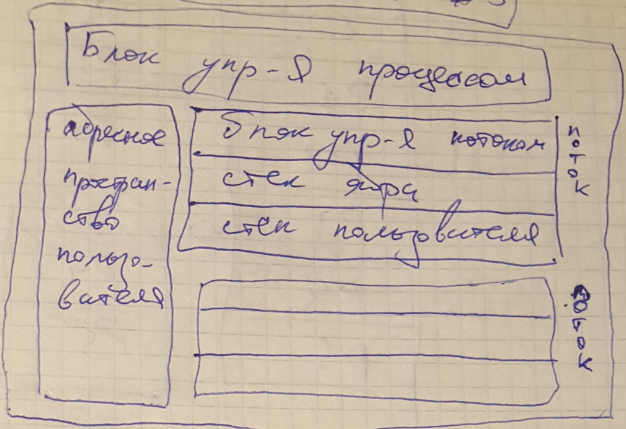 Блок упр-я процессом
адресное
простран-
ство
пользо-
вателя
Блок упр-я потоком
стек ядра
стек пользователя
поток
поток